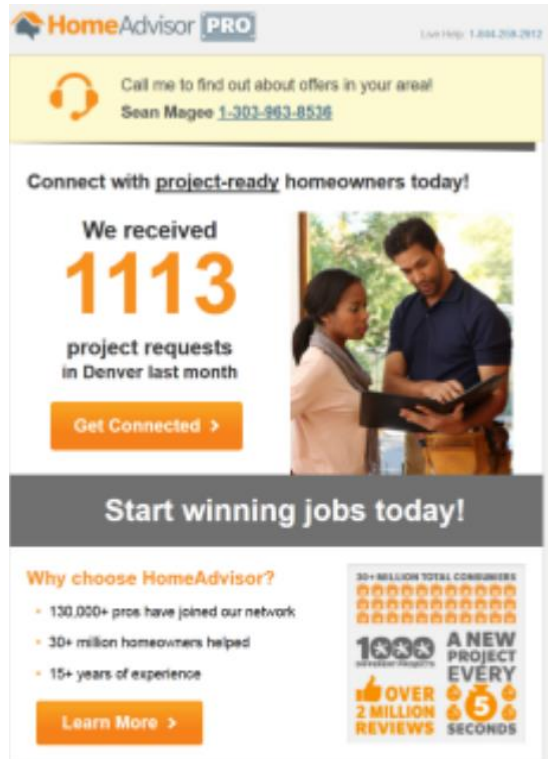 HomeAdvisor PRO
Live Help: 1-844-259-2912
Call me to find out about offers in your area!
Sean Magee 1-303-963-8536
Connect with project-ready homeowners today!
We received
1113
project requests
in Denver last month
Get Connected >
Start winning jobs today!
Why choose HomeAdvisor?
• 130,000+ pros have joined our network
• 30+ million homeowners helped
• 15+ years of experience
Learn More >
30+ MILLION TOTAL CONSUMERS
1000
DIFFERENT PROJECTS
OVER
2 MILLION
REVIEWS
A NEW
PROJECT
EVERY
5
SECONDS